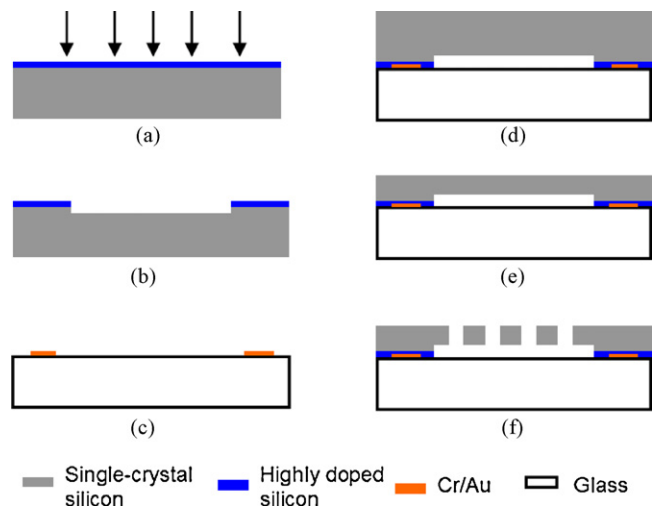 (a)
(b)
(c)
(d)
(e)
(f)
Single-crystal
silicon
Highly doped
silicon
Cr/Au
Glass